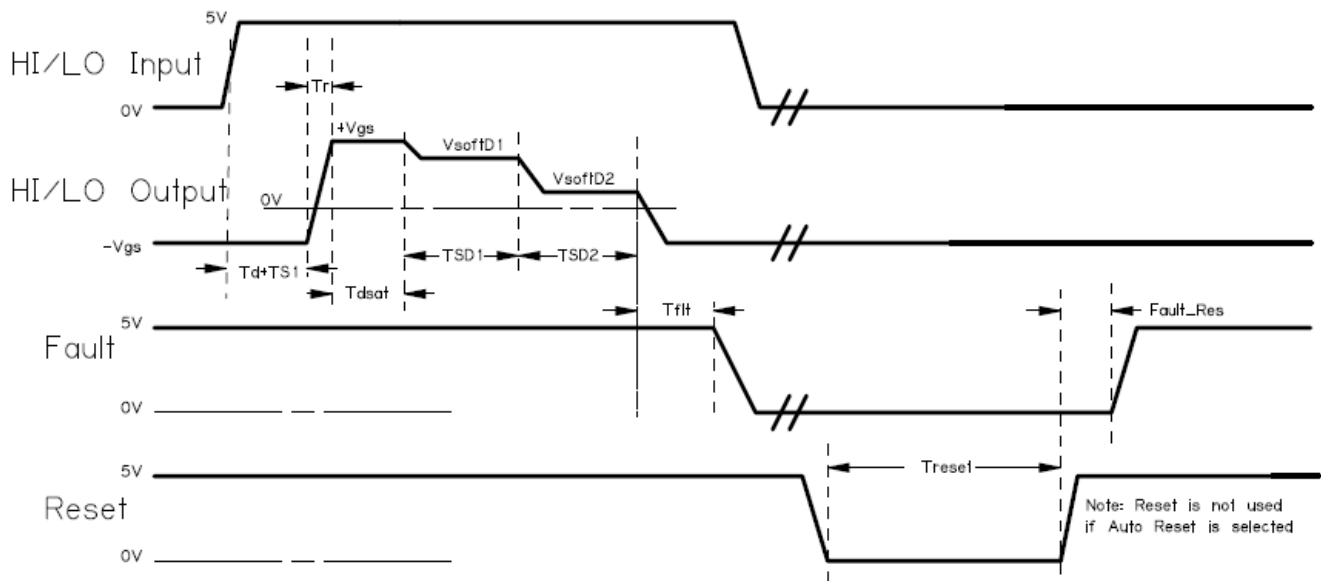 5V
HI/LO Input
Tr
0V
+Vgs
VsoftD1
VsoftD2
HI/LO Output
0V
-Vgs
Td+TS1
TSD1
TSD2
Tdsat
Tflt
Fault_Res
5V
Fault
0V
5V
Treset
Reset
Note: Reset is not used
if Auto Reset is selected
0V